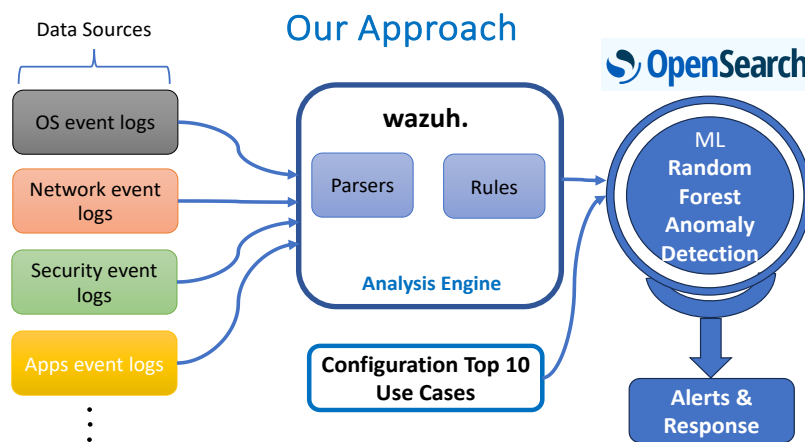 Our Approach
Data Sources
OS event logs
Network event
logs
Security event
logs
Apps event logs
wazuh.
Parsers
Rules
Analysis Engine
Configuration Top 10
Use Cases
OpenSearch
ML
Random
Forest
Anomaly
Detection
Alerts &
Response